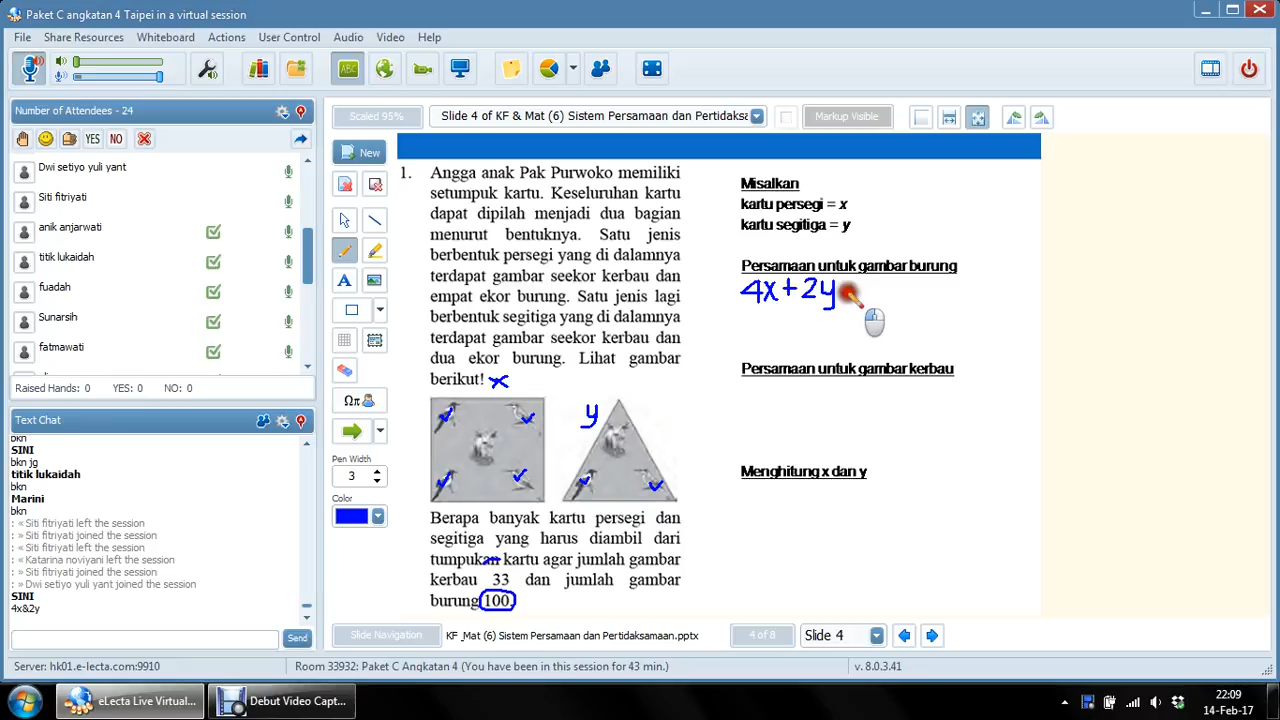 Paket C angkatan 4 Taipei in a virtual session
File Share Resources Whiteboard Actions User Control Audio Video Help
ABC
Number of Attendees - 24
YES NO
Dwi setiyo yuli yant
Siti fitriyati
anik anjarwati
titik lukaidah
fuadah
Sunarsih
fatmawati
Raised Hands: 0 YES: 0 NO: 0
Text Chat
bkn
SINI
bkn jg
titik lukaidah
bkn
Marini
bkn
: « Siti fitriyati left the session
: » Siti fitriyati joined the session
: « Siti fitriyati left the session
: « Katarina noviyani left the session
: » Siti fitriyati joined the session
: » Dwi setiyo yuli yant joined the session
SINI
4x&2y
Send
Scaled 95%
Slide 4 of KF & Mat (6) Sistem Persamaan dan Pertidaksa
Markup Visible
New
A
Ωπ
Pen Width
3
Color
1. Angga anak Pak Purwoko memiliki
setumpuk kartu. Keseluruhan kartu
dapat dipilah menjadi dua bagian
menurut bentuknya. Satu jenis
berbentuk persegi yang di dalamnya
terdapat gambar seekor kerbau dan
empat ekor burung. Satu jenis lagi
berbentuk segitiga yang di dalamnya
terdapat gambar seekor kerbau dan
dua ekor burung. Lihat gambar
berikut! x
y
Berapa banyak kartu persegi dan
segitiga yang harus diambil dari
tumpukan kartu agar jumlah gambar
kerbau 33 dan jumlah gambar
burung 100
Misalkan
kartu persegi = x
kartu segitiga = y
Persamaan untuk gambar burung
4x+2y
Persamaan untuk gambar kerbau
Menghitung x dan y
Slide Navigation
KF _Mat (6) Sistem Persamaan dan Pertidaksamaan.pptx
4 of 8
Slide 4
Server: hk01.e-lecta.com:9910
Room 33932: Paket C Angkatan 4 (You have been in this session for 43 min.)
v. 8.0.3.41
eLecta Live Virtual...
Debut Video Capt...
22:09
14-Feb-17